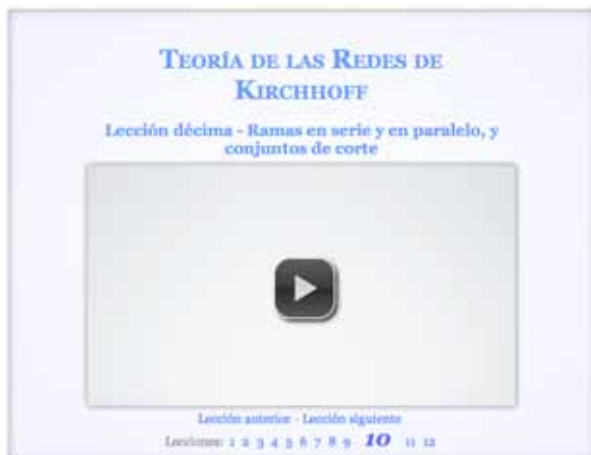 Teoría de las Redes de
Kirchhoff
Lección décima - Ramas en serie y en paralelo, y
conjuntos de corte
Lección anterior - Lección siguiente
Lecciones: 1 2 3 4 5 6 7 8 9 10 11 12